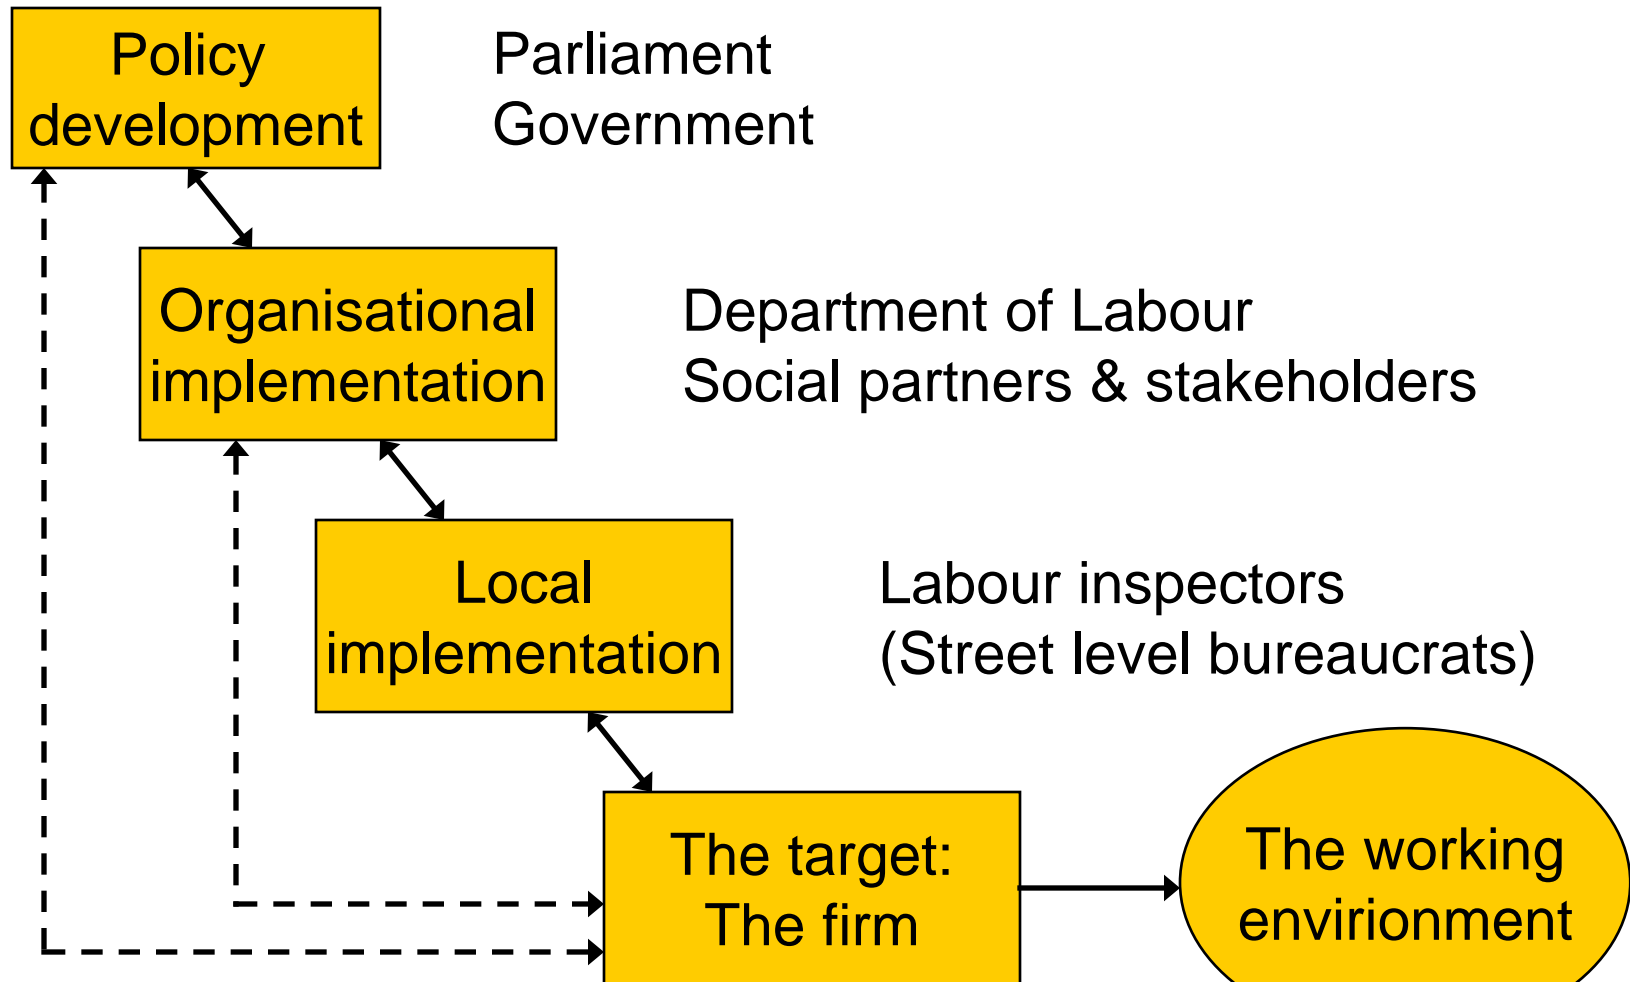 Policy
development
Parliament
Government
Organisational
implementation
Department of Labour
Social partners & stakeholders
Local
implementation
Labour inspectors
(Street level bureaucrats)
The target:
The firm
The working
envirionment